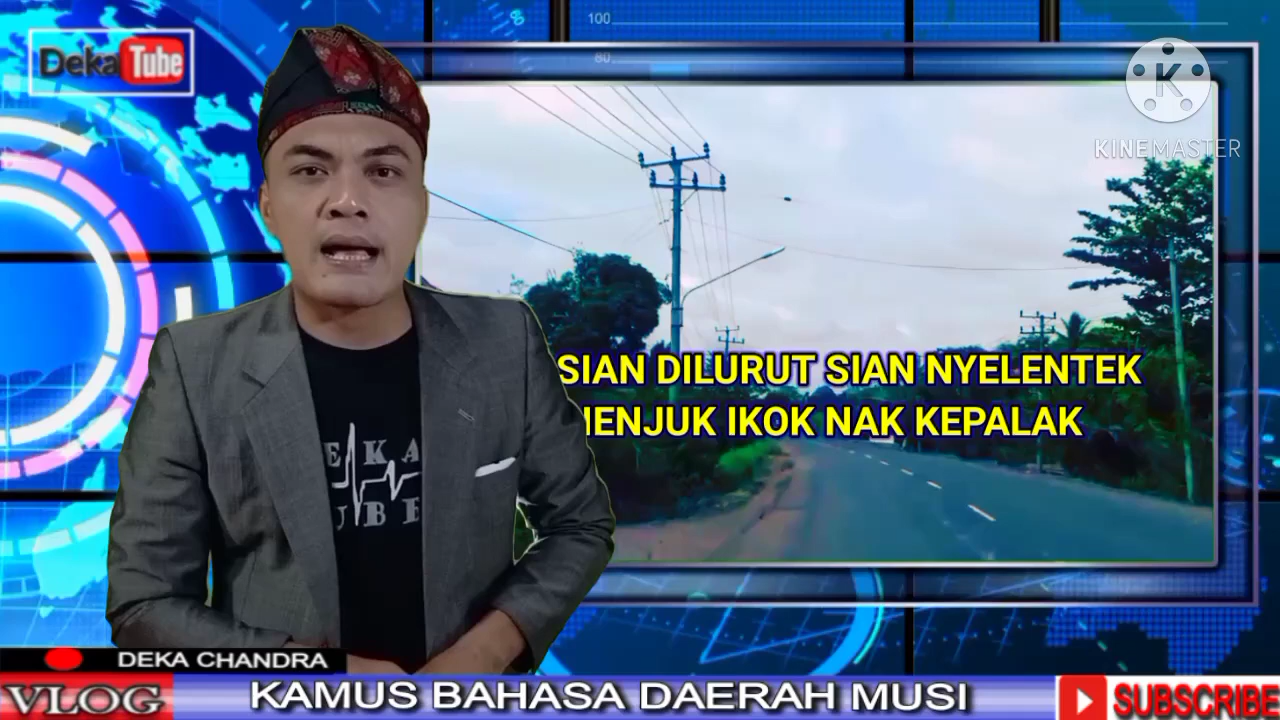 DekaTube
100
80
K
KINEMASTER
SIAN DILURUT SIAN NYELENTEK
IKOK NAK KEPALAK
EKA
UBE
DEKA CHANDRA
VLOG
KAMUS BAHASA DAERAH MUSI
SUBSCRIBE